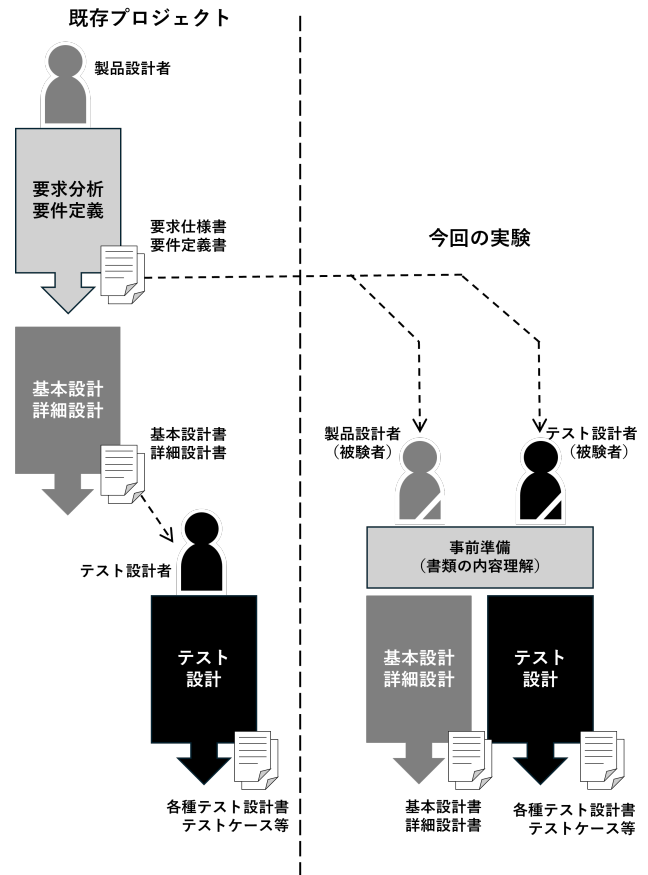 既存プロジェクト
製品設計者
要求分析
要件定義
要求仕様書
要件定義書
基本設計
詳細設計
基本設計書
詳細設計書
テスト設計者
テスト
設計
各種テスト設計書
テストケース等
今回の実験
製品設計者
（被験者）
テスト設計者
（被験者）
事前準備
（書類の内容理解）
基本設計
詳細設計
テスト
設計
基本設計書
詳細設計書
各種テスト設計書
テストケース等